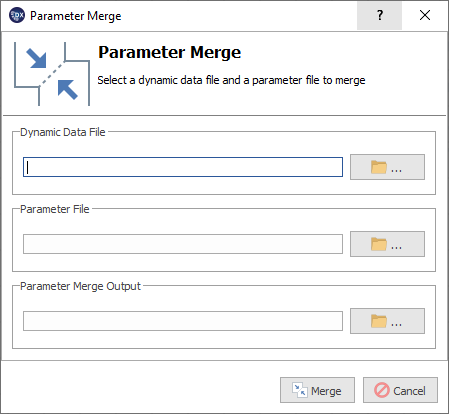 EDX
Parameter Merge
?
Parameter Merge
Select a dynamic data file and a parameter file to merge
Dynamic Data File
...
Parameter File
...
Parameter Merge Output
...
Merge
Cancel